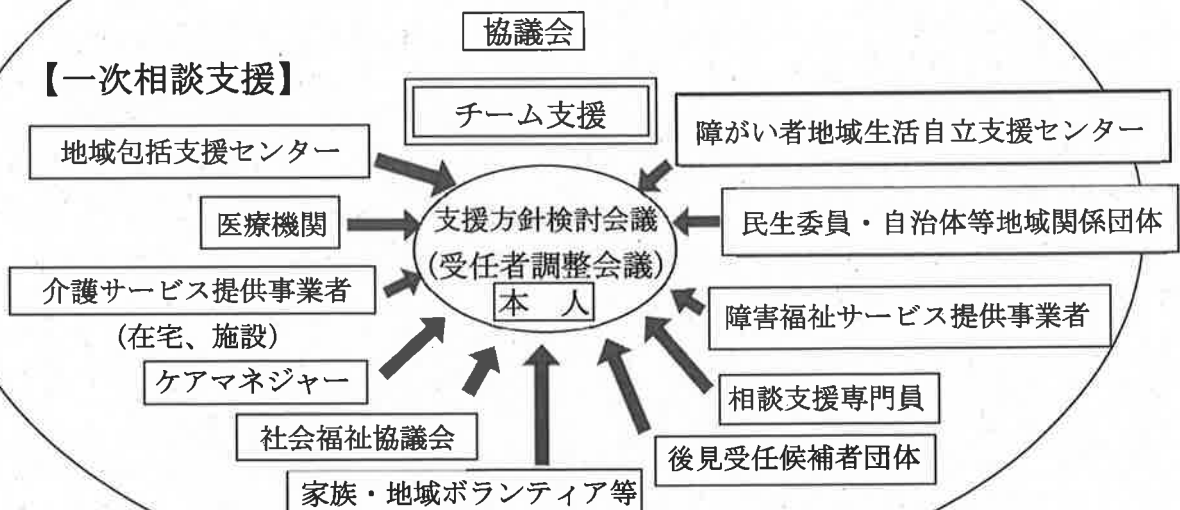 協議会
【一次相談支援】
チーム支援
地域包括支援センター
障がい者地域生活自立支援センター
医療機関
支援方針検討会議
(受任者調整会議)
本 人
民生委員・自治体等地域関係団体
介護サービス提供事業者
(在宅、施設)
障害福祉サービス提供事業者
ケアマネジャー
相談支援専門員
社会福祉協議会
後見受任候補者団体
家族・地域ボランティア等